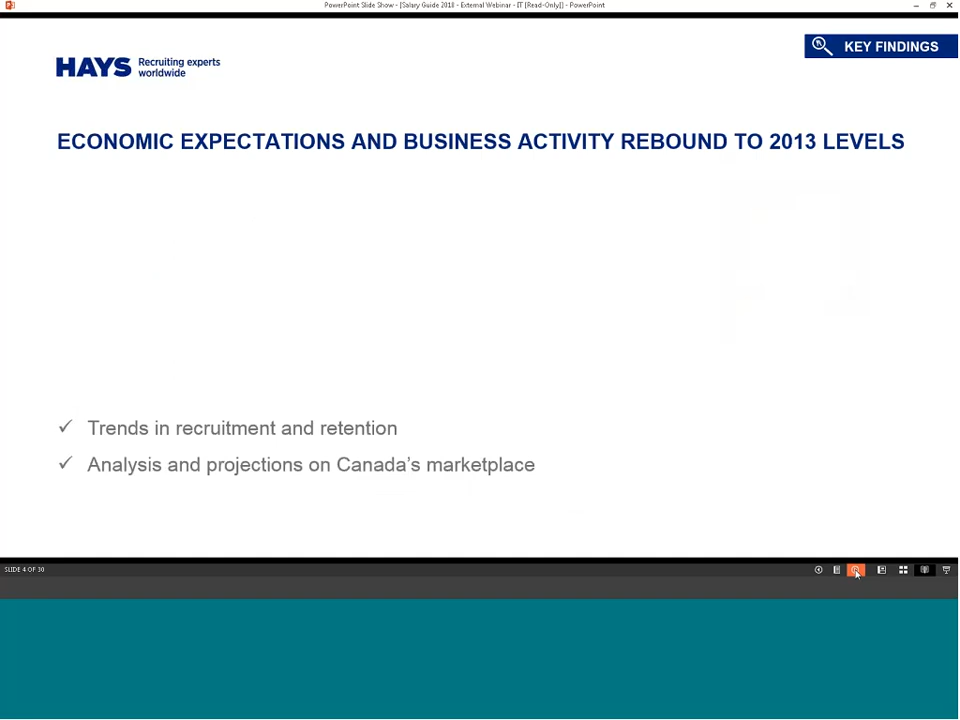 PowerPoint Slide Show - [Salary Guide 2018 - External Webinar - IT [Read-Only]] - PowerPoint
KEY FINDINGS
HAYS Recruiting experts
worldwide
ECONOMIC EXPECTATIONS AND BUSINESS ACTIVITY REBOUND TO 2013 LEVELS
✓ Trends in recruitment and retention
✓ Analysis and projections on Canada's marketplace
SLIDE 4 OF 30